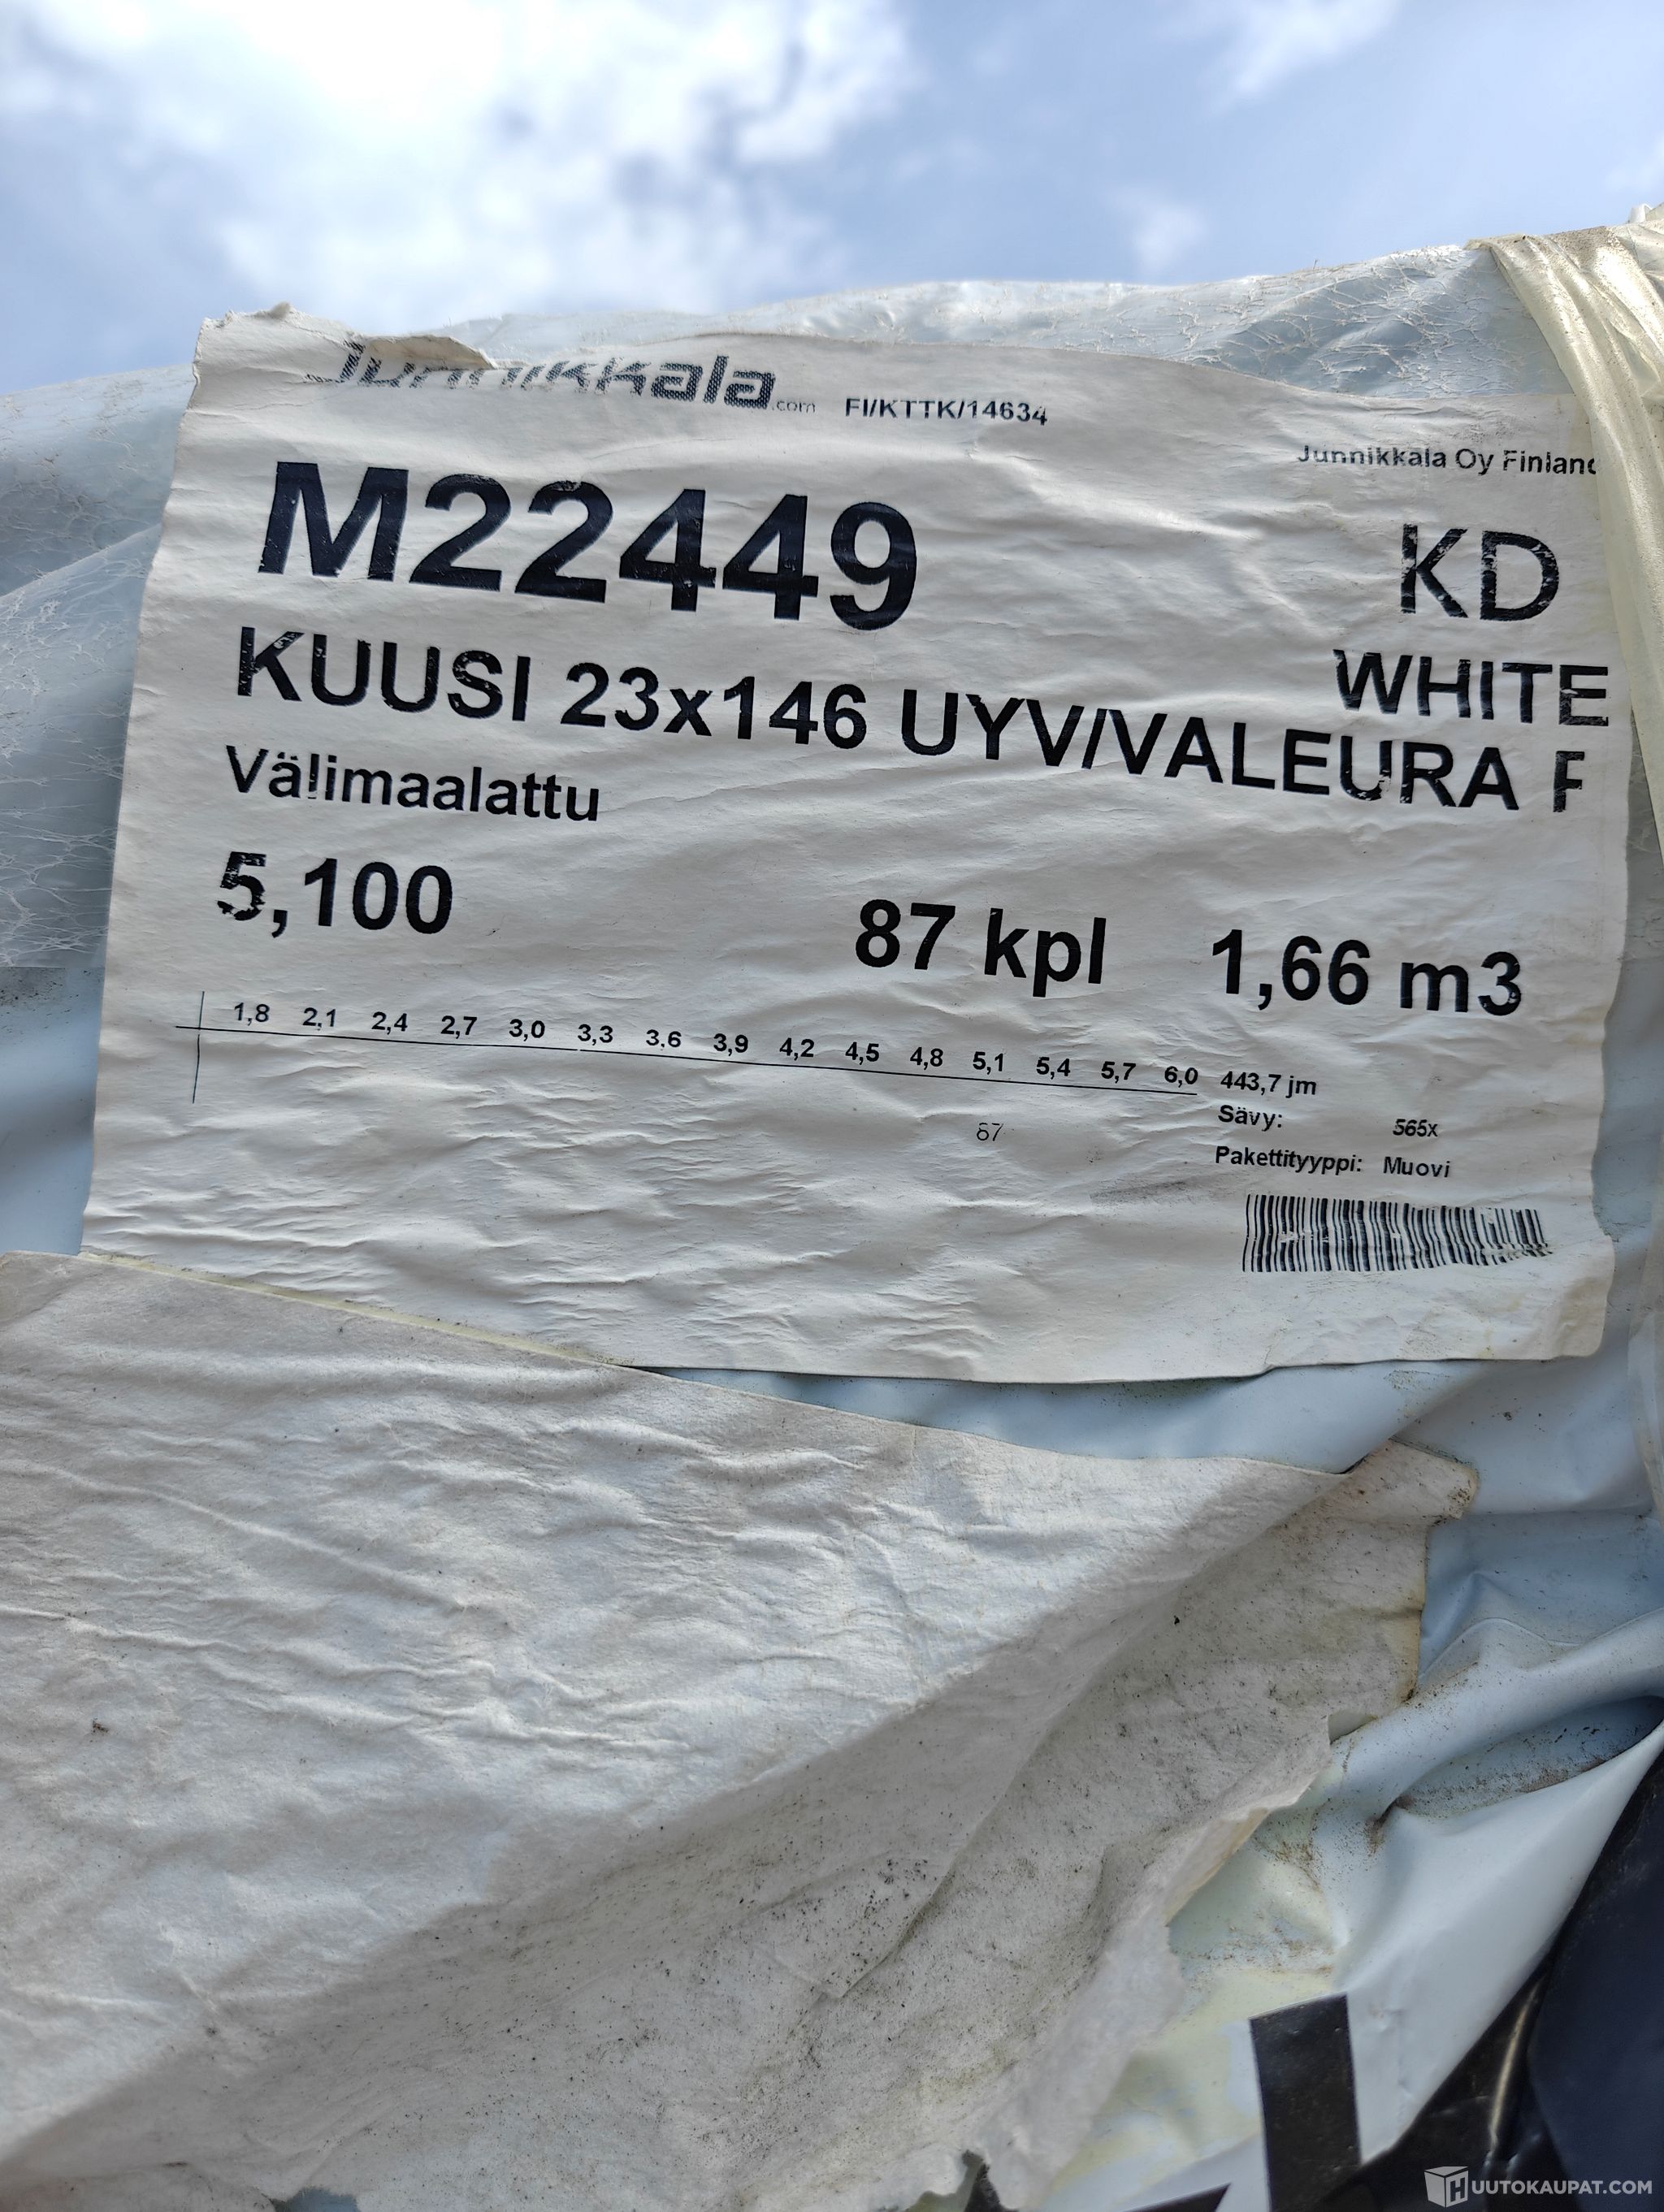 Junnikkala.com FI/KTTK/14634
Junnikkala Oy Finland
M22449 KD
WHITE
KUUSI 23x146 UYV/VALEURA
Välimaalattu
5,100 87 kpl 1,66 m3
1,8 2,1 2,4 2,7 3,0 3,3 3,6 3,9 4,2 4,5 4,8 5,1 5,4 5,7 6,0 443,7 jm
Sävy: 565x
87
Pakettityyppi: Muovi
HUUTOKAUPAT.COM